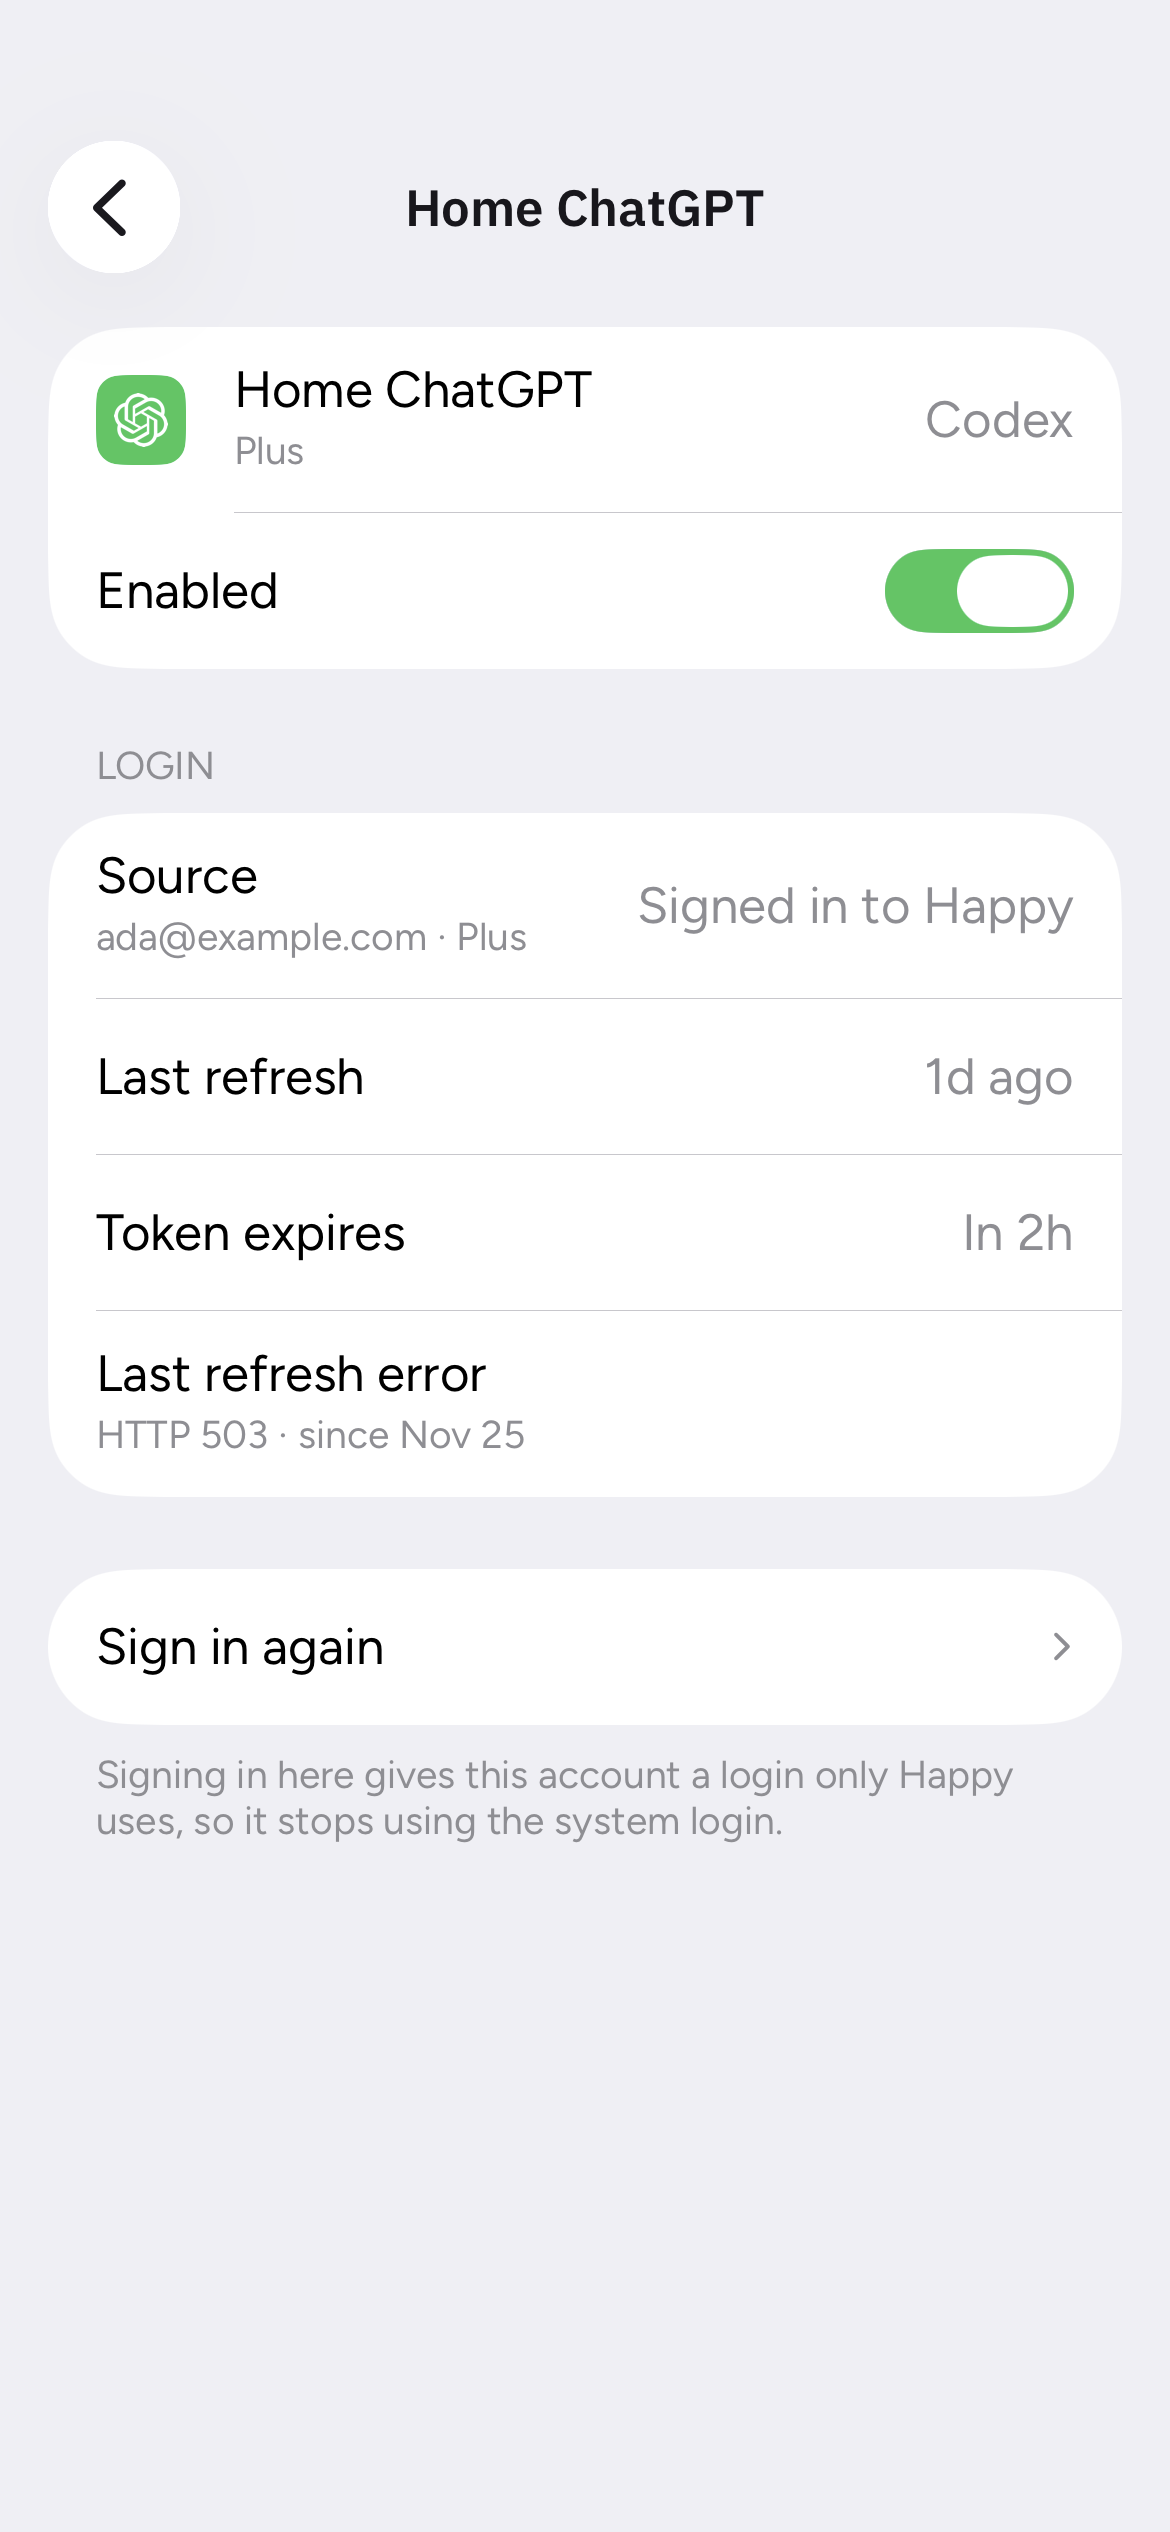 Home ChatGPT
Home ChatGPT
Plus
Codex
Enabled
LOGIN
Source
ada@example.com · Plus
Signed in to Happy
Last refresh
1d ago
Token expires
In 2h
Last refresh error
HTTP 503 · since Nov 25
Sign in again
Signing in here gives this account a login only Happy
uses, so it stops using the system login.